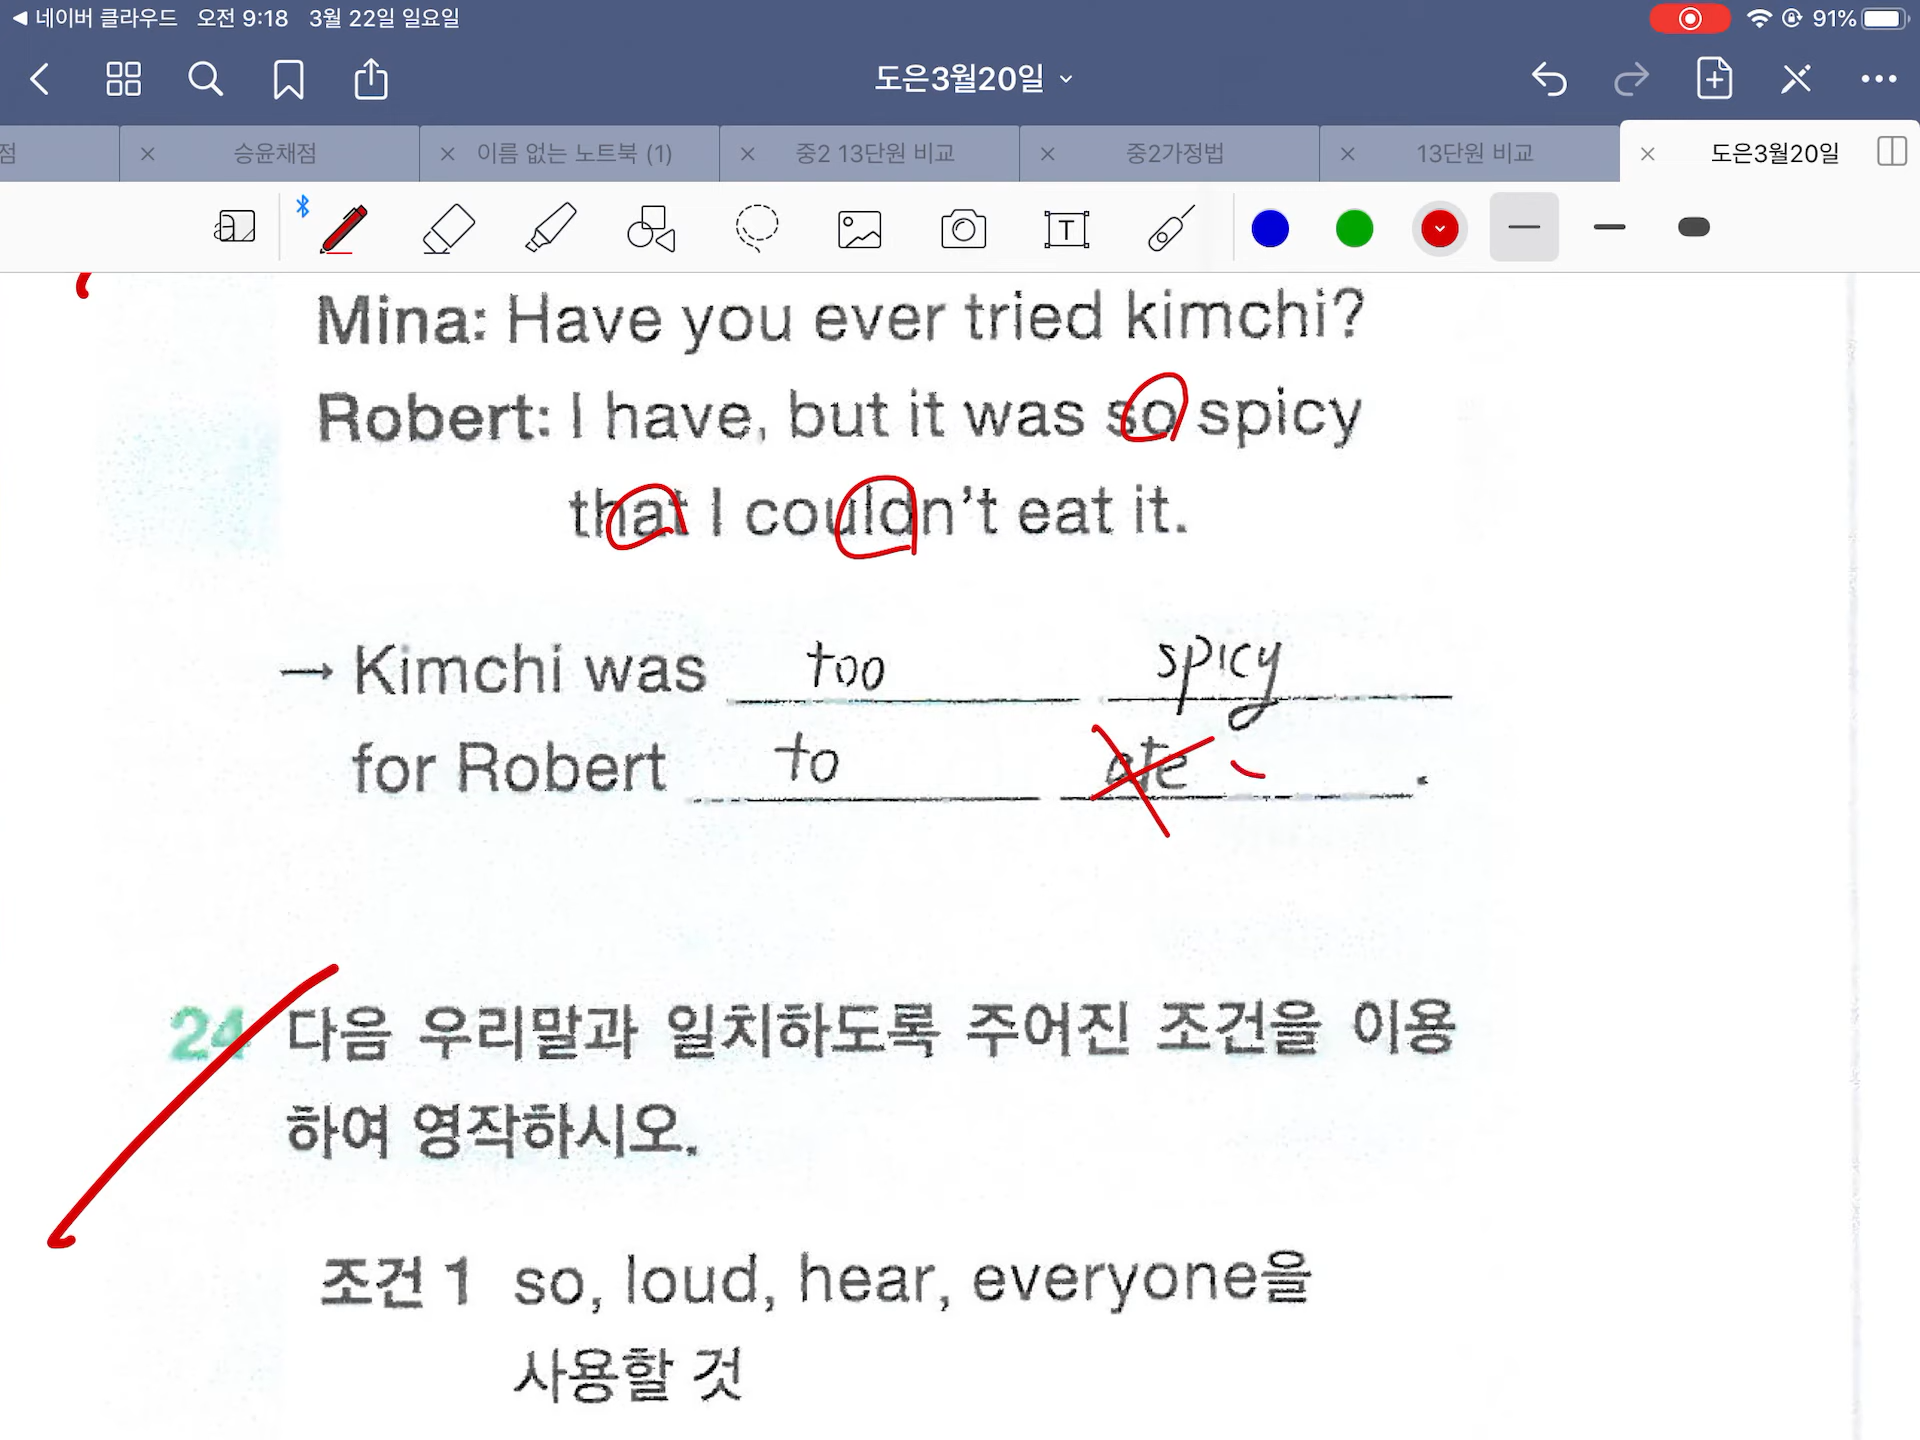 ◀ 네이버 클라우드 오전 9:18 3월 22일 일요일 91%
도은3월20일
점 승윤채점 이름 없는 노트북 (1) 중2 13단원 비교 중2가정법 13단원 비교 도은3월20일
Mina: Have you ever tried kimchi?
Robert: I have, but it was so spicy
that I couldn't eat it.
→ Kimchi was too spicy
for Robert to ate .
24 다음 우리말과 일치하도록 주어진 조건을 이용
하여 영작하시오.
조건 1 so, loud, hear, everyone을
사용할 것